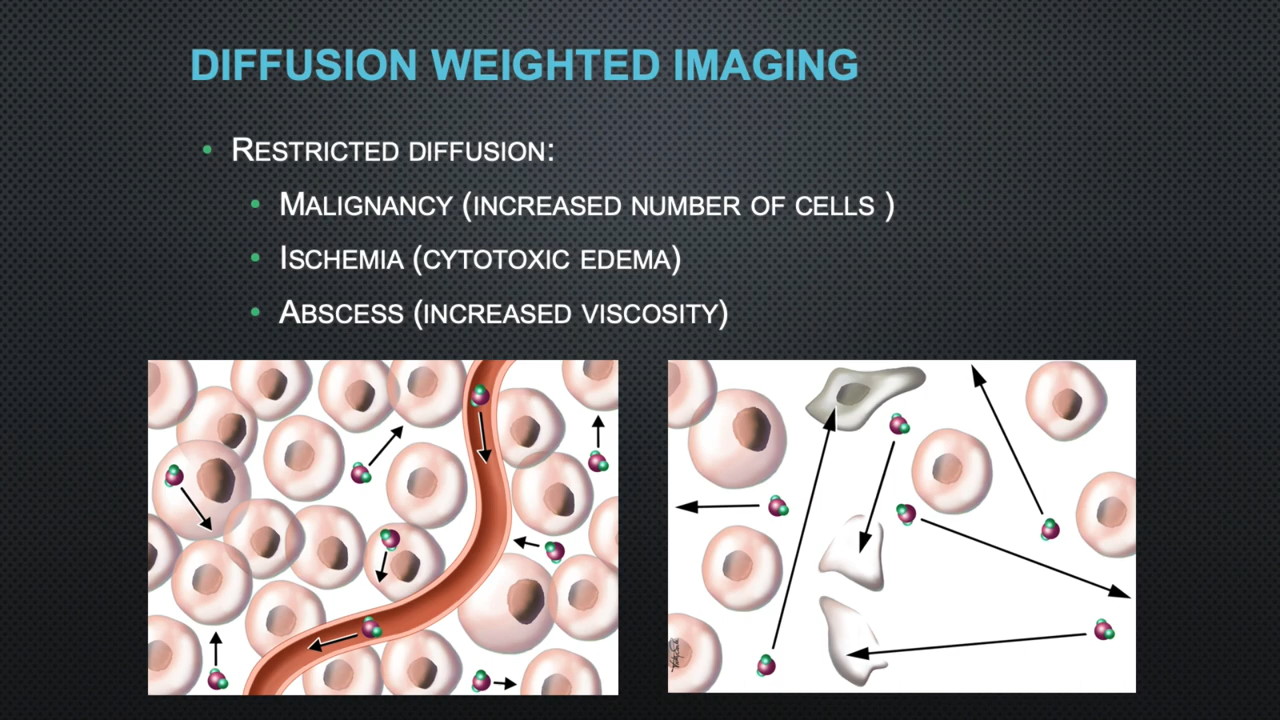 DIFFUSION WEIGHTED IMAGING
• RESTRICTED DIFFUSION:
• MALIGNANCY (INCREASED NUMBER OF CELLS )
• ISCHEMIA (CYTOTOXIC EDEMA)
• ABSCESS (INCREASED VISCOSITY)